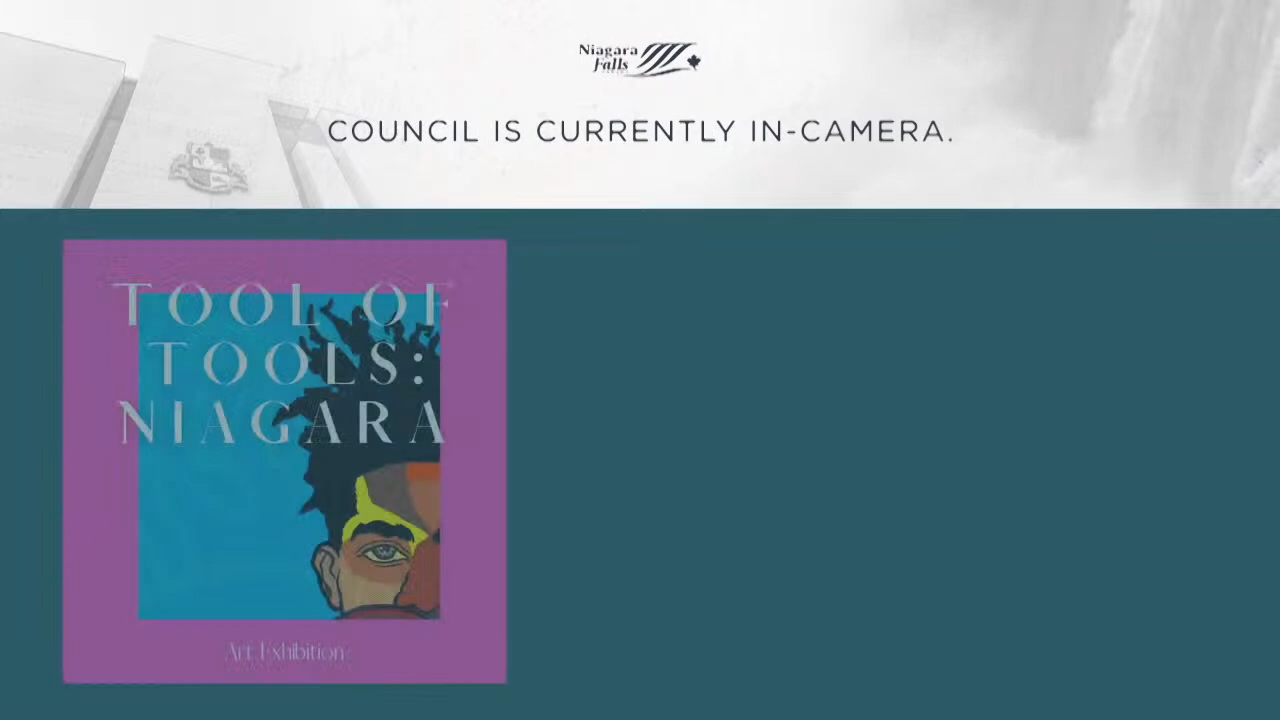 Niagara
Falls
COUNCIL IS CURRENTLY IN-CAMERA.
TOOL OF
TOOLS:
NIAGARA
Art Exhibition